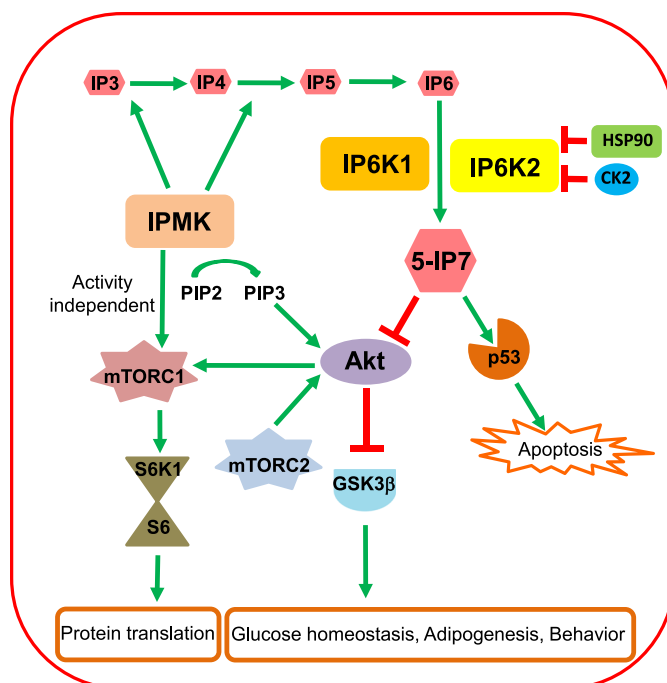 IP3
IP4
IP5
IP6
HSP90
IP6K1
IP6K2
CK2
IPMK
5-IP7
Activity
independent
PIP2
PIP3
mTORC1
Akt
p53
S6K1
mTORC2
Apoptosis
GSK3β
S6
Protein translation
Glucose homeostasis, Adipogenesis, Behavior